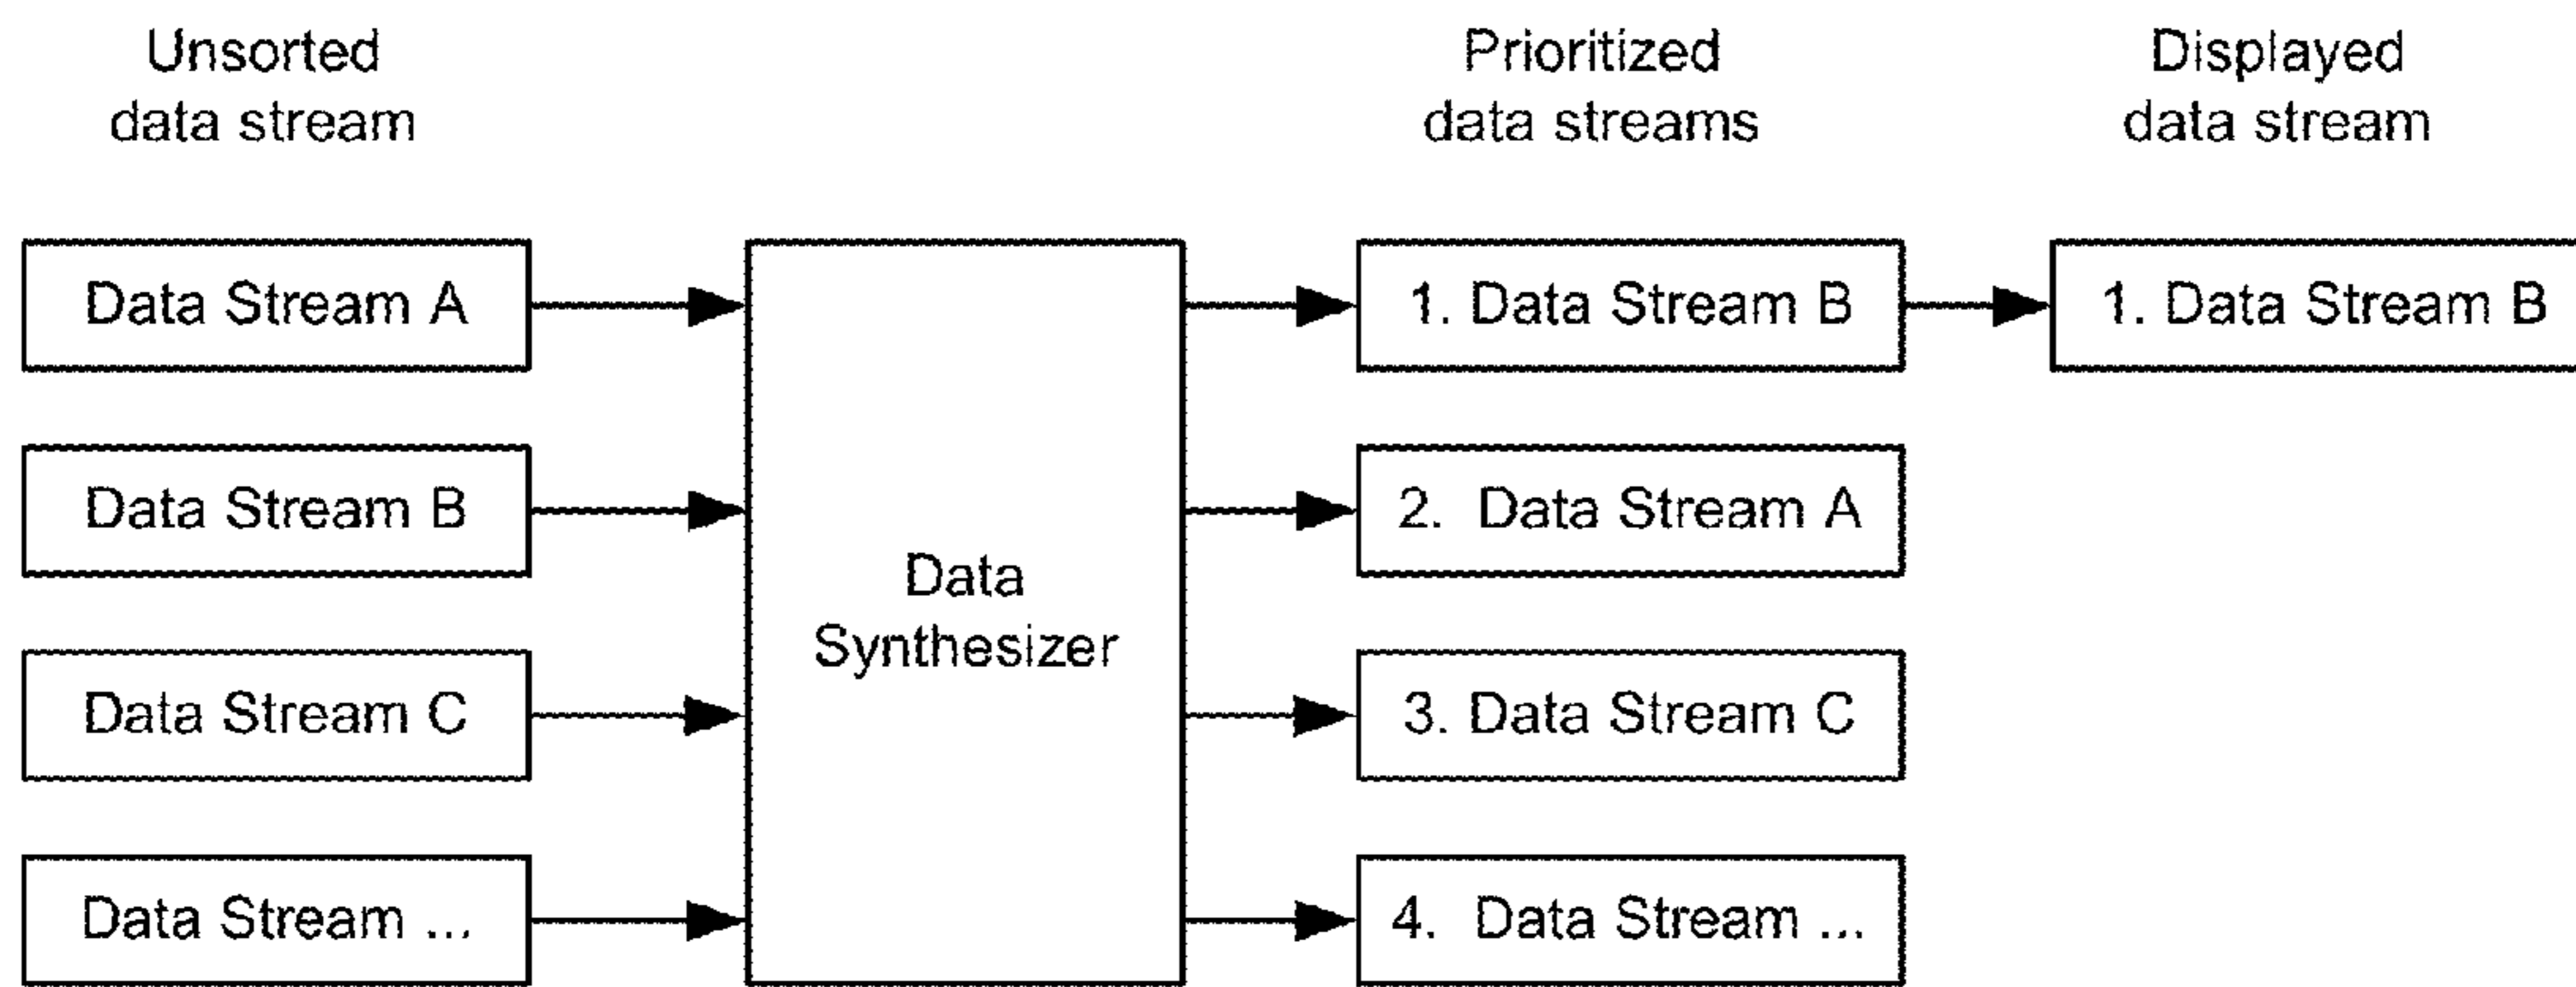 Unsorted
data stream
Prioritized
data streams
Displayed
data stream
Data Stream A
1. Data Stream B
1. Data Stream B
Data Stream B
2. Data Stream A
Data
Synthesizer
Data Stream C
3. Data Stream C
Data Stream ...
4. Data Stream ...